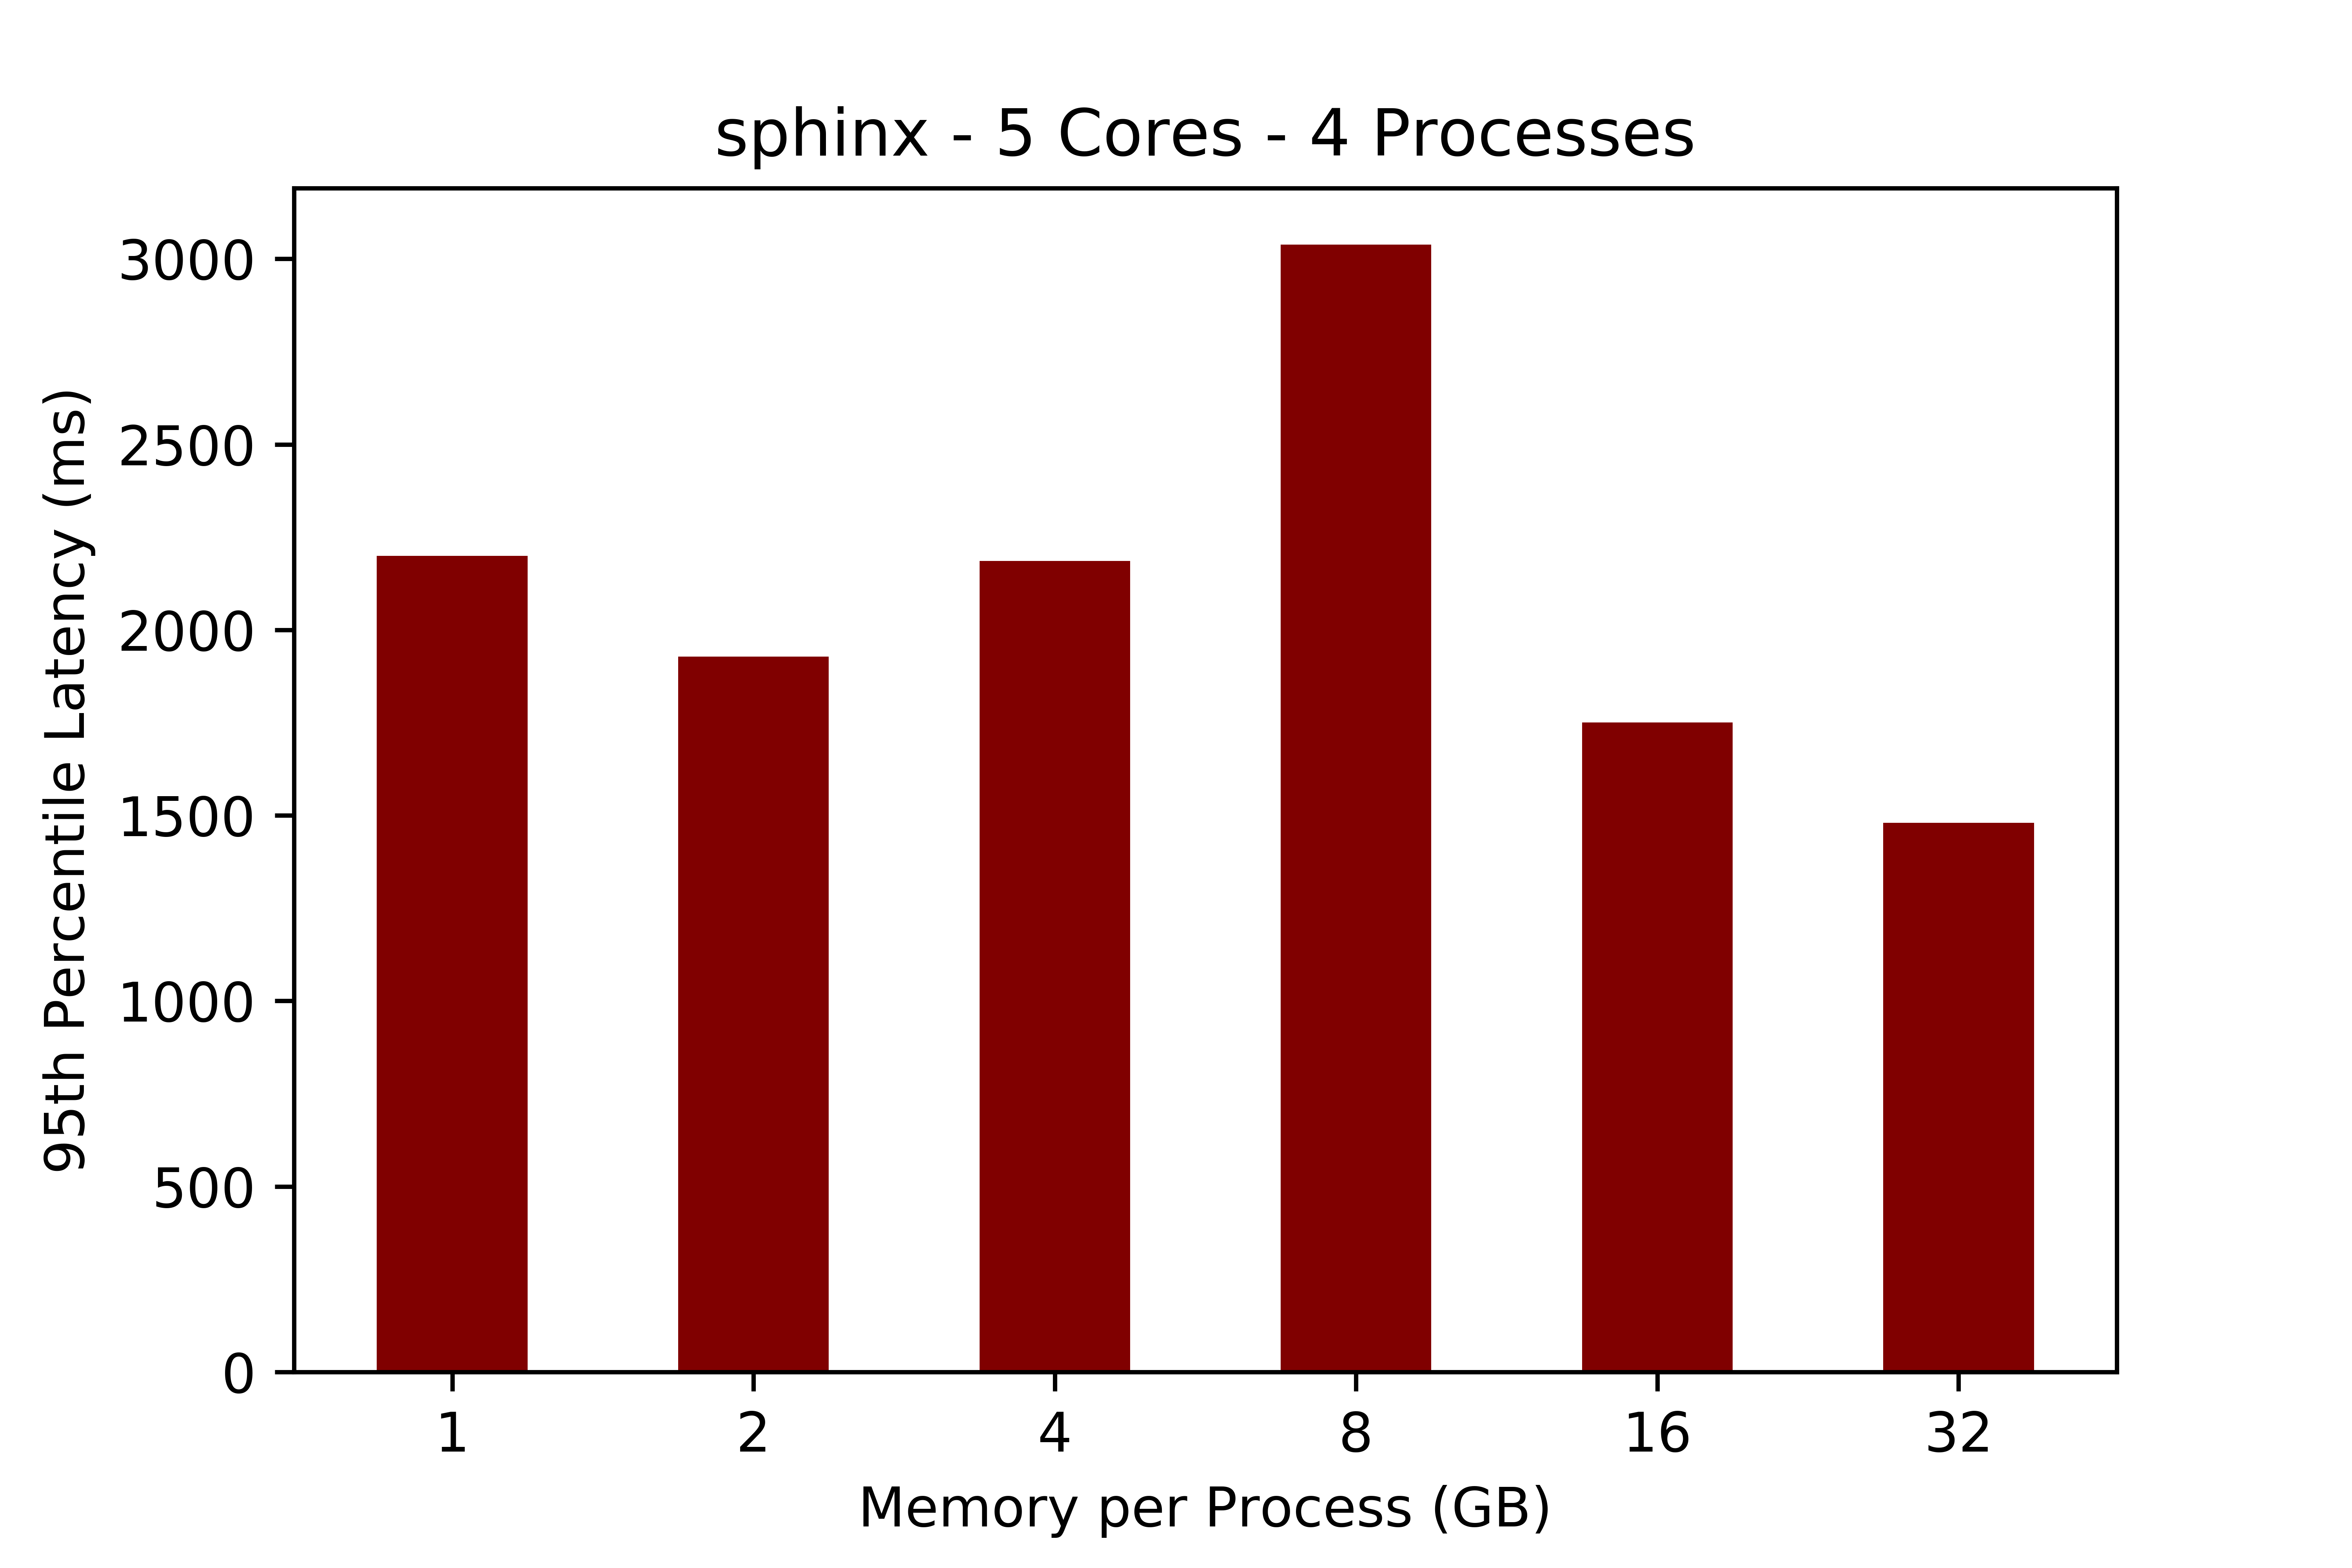 sphinx - 5 Cores - 4 Processes
95th Percentile Latency (ms)
3000
2500
2000
1500
1000
500
0
1 2 4 8 16 32
Memory per Process (GB)